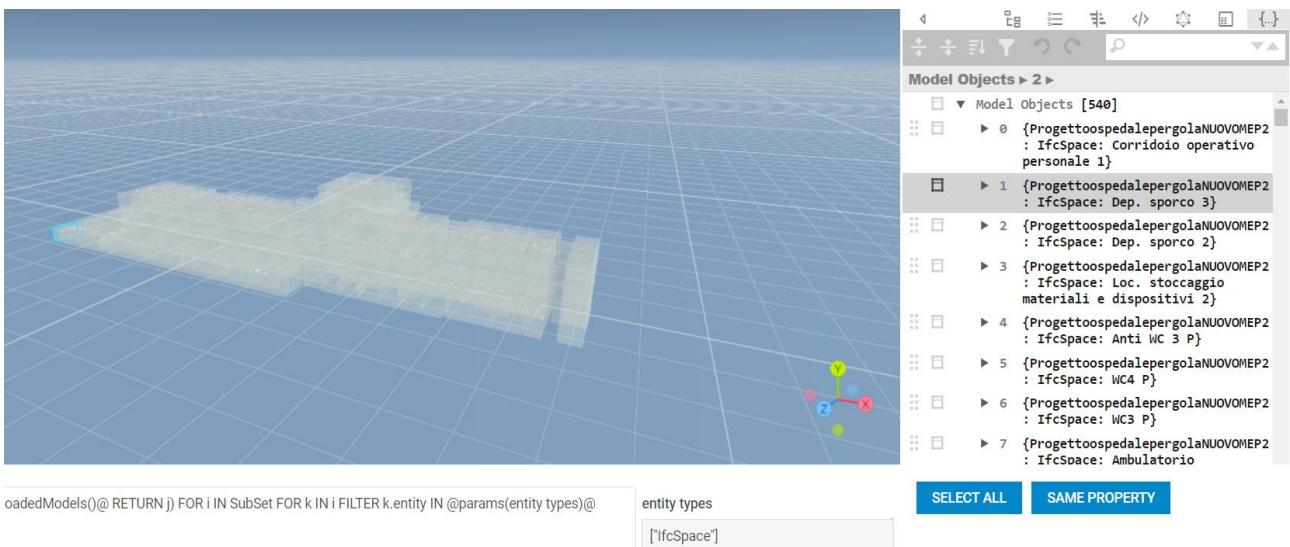 Model Objects ▸ 2 ▸
▼ Model Objects [540]
▸ 0 {ProgettoospedalepergolaNUOVOMEP2
: IfcSpace: Corridoio operativo
personale 1}
▸ 1 {ProgettoospedalepergolaNUOVOMEP2
: IfcSpace: Dep. sporco 3}
▸ 2 {ProgettoospedalepergolaNUOVOMEP2
: IfcSpace: Dep. sporco 2}
▸ 3 {ProgettoospedalepergolaNUOVOMEP2
: IfcSpace: Loc. stoccaggio
materiali e dispositivi 2}
▸ 4 {ProgettoospedalepergolaNUOVOMEP2
: IfcSpace: Anti WC 3 P}
▸ 5 {ProgettoospedalepergolaNUOVOMEP2
: IfcSpace: WC4 P}
▸ 6 {ProgettoospedalepergolaNUOVOMEP2
: IfcSpace: WC3 P}
▸ 7 {ProgettoospedalepergolaNUOVOMEP2
: IfcSpace: Ambulatorio
Y
Z
X
oadedModels()@ RETURN j) FOR i IN SubSet FOR k IN i FILTER k.entity IN @params(entity types)@
entity types
["IfcSpace"]
SELECT ALL
SAME PROPERTY